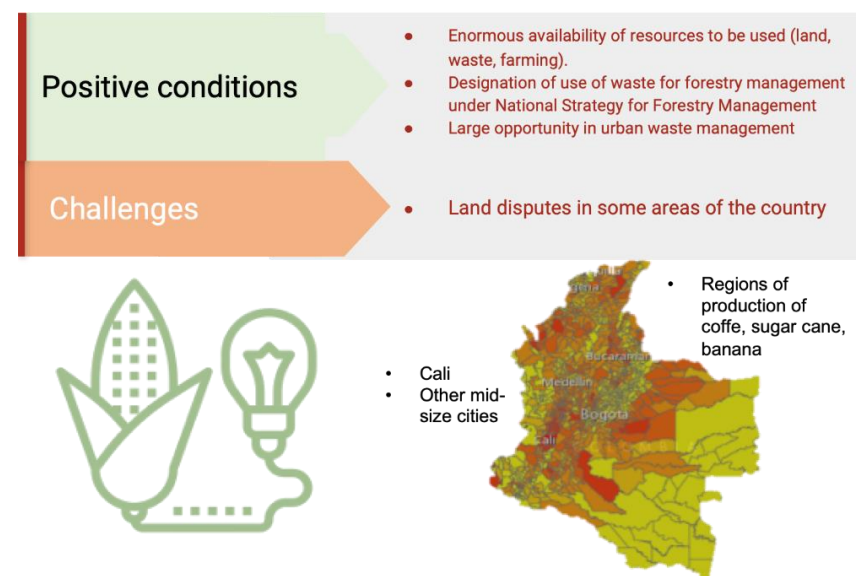 Positive conditions
● Enormous availability of resources to be used (land,
waste, farming).
● Designation of use of waste for forestry management
under National Strategy for Forestry Management
● Large opportunity in urban waste management
Challenges
● Land disputes in some areas of the country
• Regions of
production of
coffe, sugar cane,
banana
• Cali
• Other mid-
size cities
Bucaraman
Medellin
Bogota
Cali